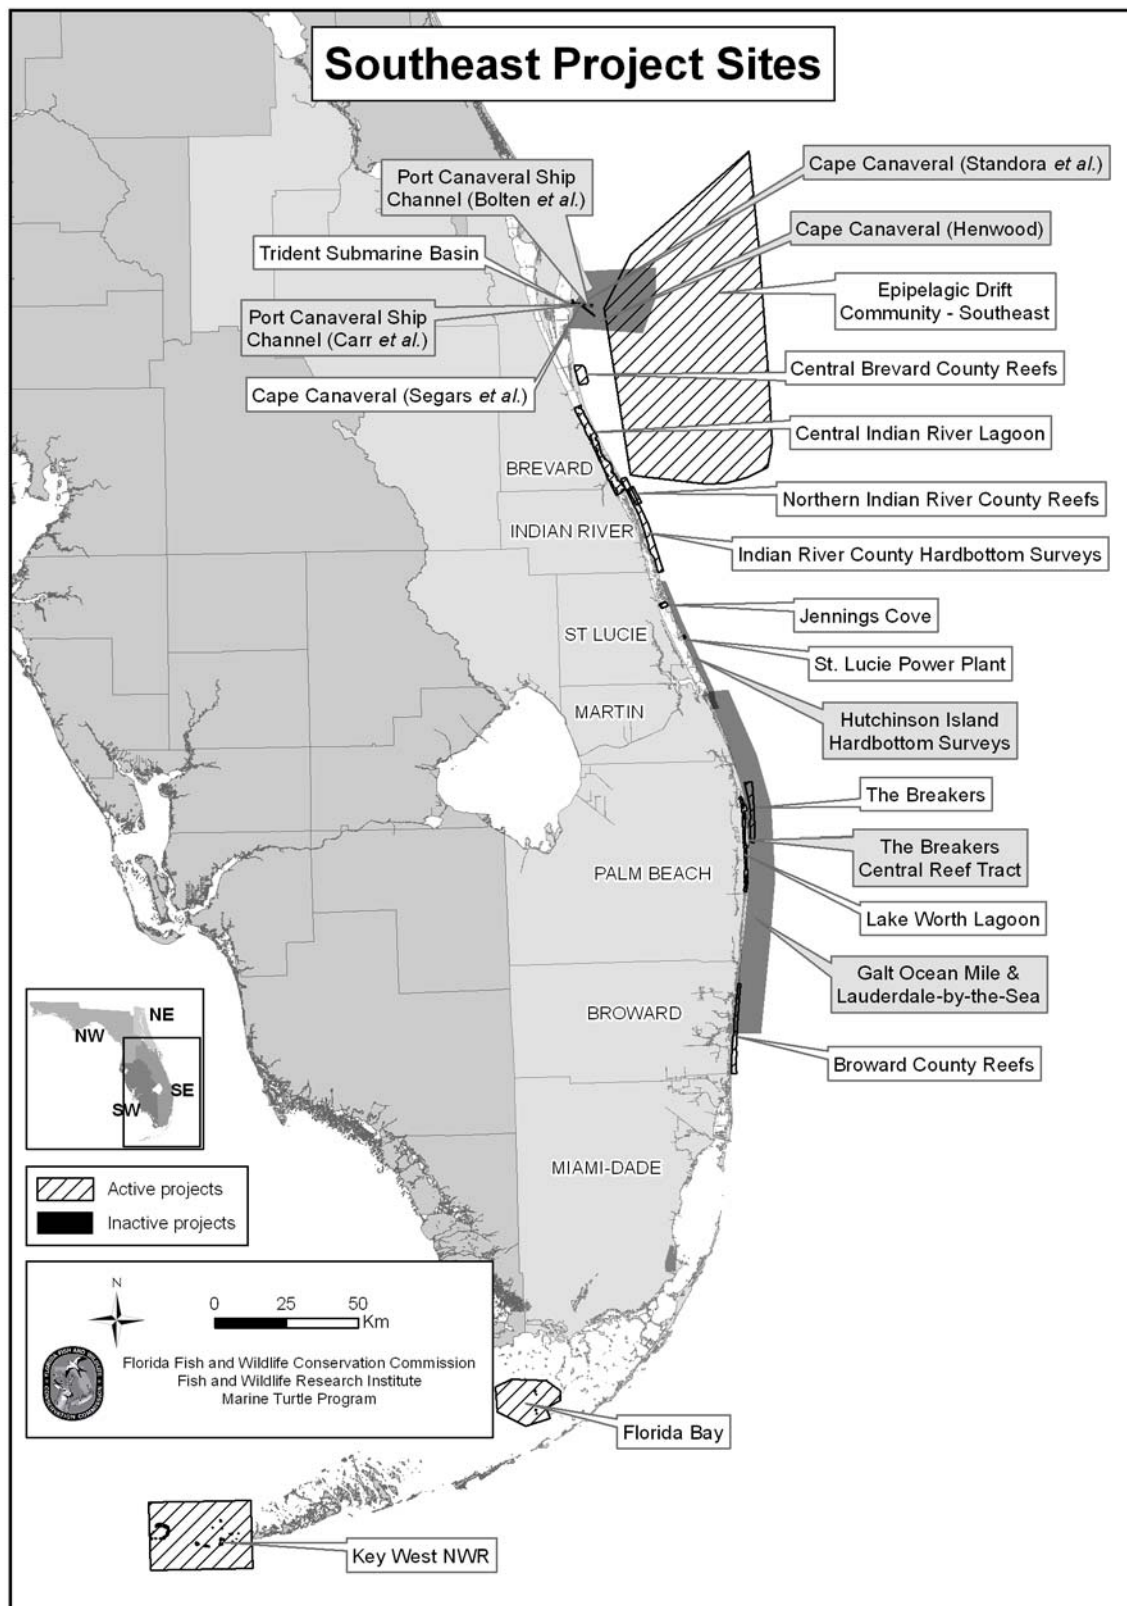 Southeast Project Sites
Port Canaveral Ship
Channel (Bolten et al.)
Cape Canaveral (Standora et al.)
Cape Canaveral (Henwood)
Trident Submarine Basin
Epipelagic Drift
Community - Southeast
Port Canaveral Ship
Channel (Carr et al.)
Central Brevard County Reefs
Cape Canaveral (Segars et al.)
Central Indian River Lagoon
BREVARD
Northern Indian River County Reefs
INDIAN RIVER
Indian River County Hardbottom Surveys
Jennings Cove
ST LUCIE
St. Lucie Power Plant
MARTIN
Hutchinson Island
Hardbottom Surveys
The Breakers
The Breakers
Central Reef Tract
PALM BEACH
Lake Worth Lagoon
Galt Ocean Mile &
Lauderdale-by-the-Sea
BROWARD
Broward County Reefs
NE
NW
SE
SW
MIAMI-DADE
Active projects
Inactive projects
N
0 25 50
Km
Florida Fish and Wildlife Conservation Commission
Fish and Wildlife Research Institute
Marine Turtle Program
Florida Bay
Key West NWR